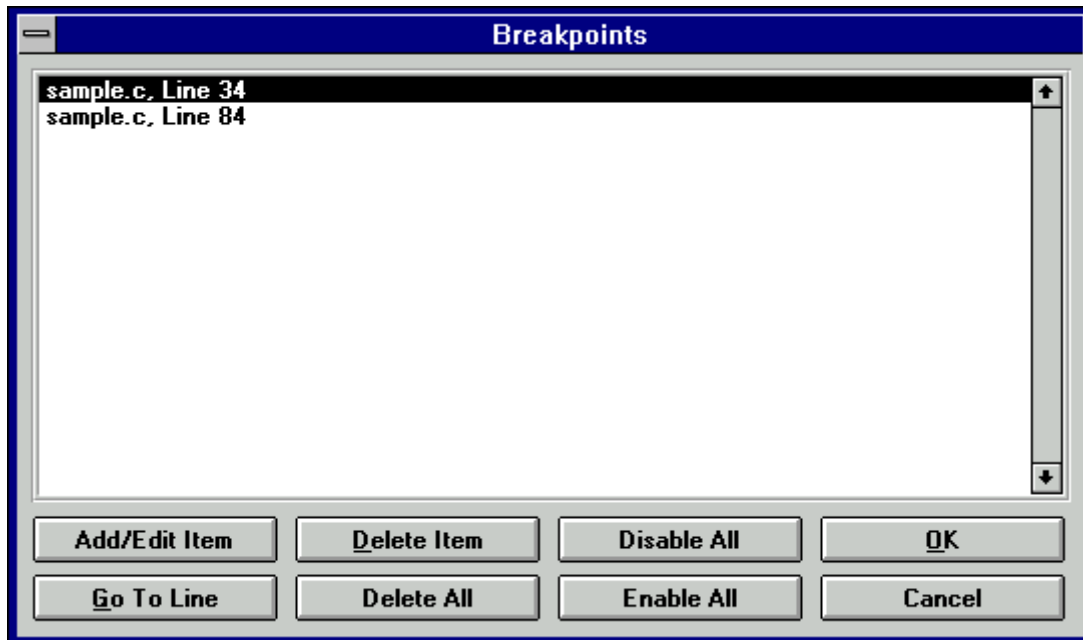 Breakpoints
sample.c, Line 34
sample.c, Line 84
Add/Edit Item
Delete Item
Disable All
OK
Go To Line
Delete All
Enable All
Cancel